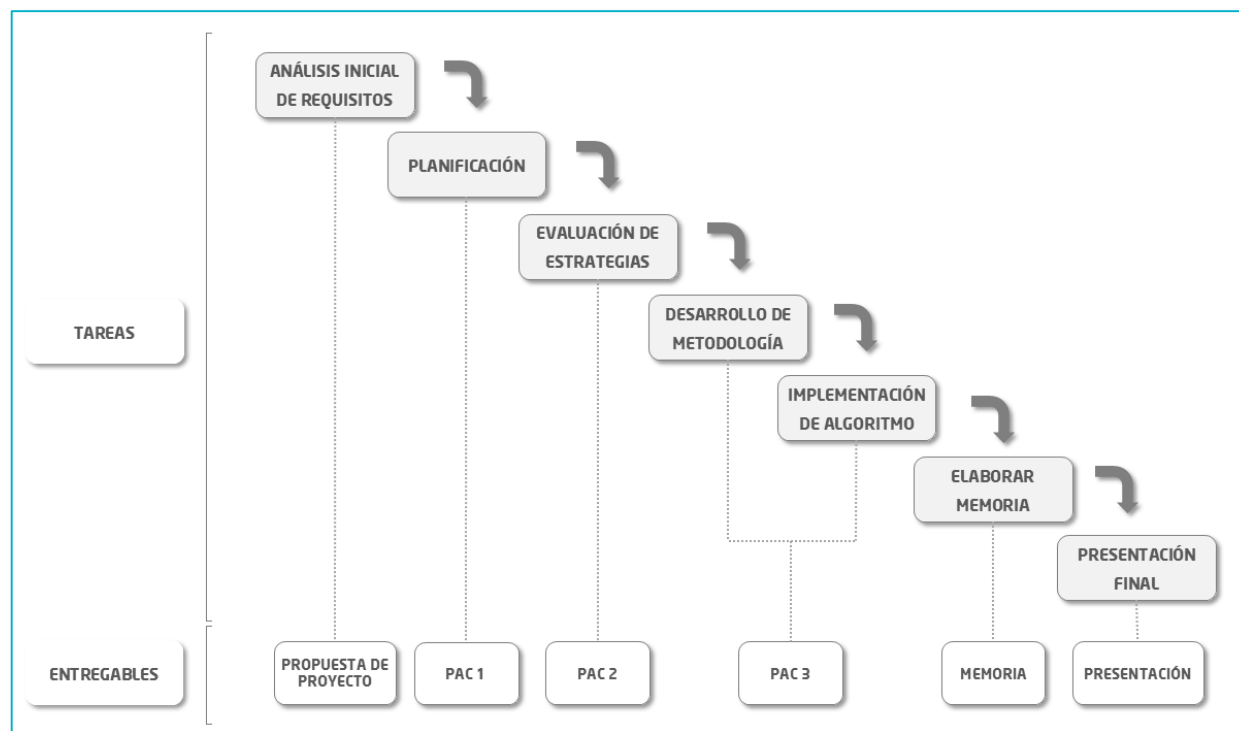 ANÁLISIS INICIAL
DE REQUISITOS
PLANIFICACIÓN
EVALUACIÓN DE
ESTRATEGIAS
TAREAS
DESARROLLO DE
METODOLOGÍA
IMPLEMENTACIÓN
DE ALGORITMO
ELABORAR
MEMORIA
PRESENTACIÓN
FINAL
ENTREGABLES
PROPUESTA DE
PROYECTO
PAC 1
PAC 2
PAC 3
MEMORIA
PRESENTACIÓN